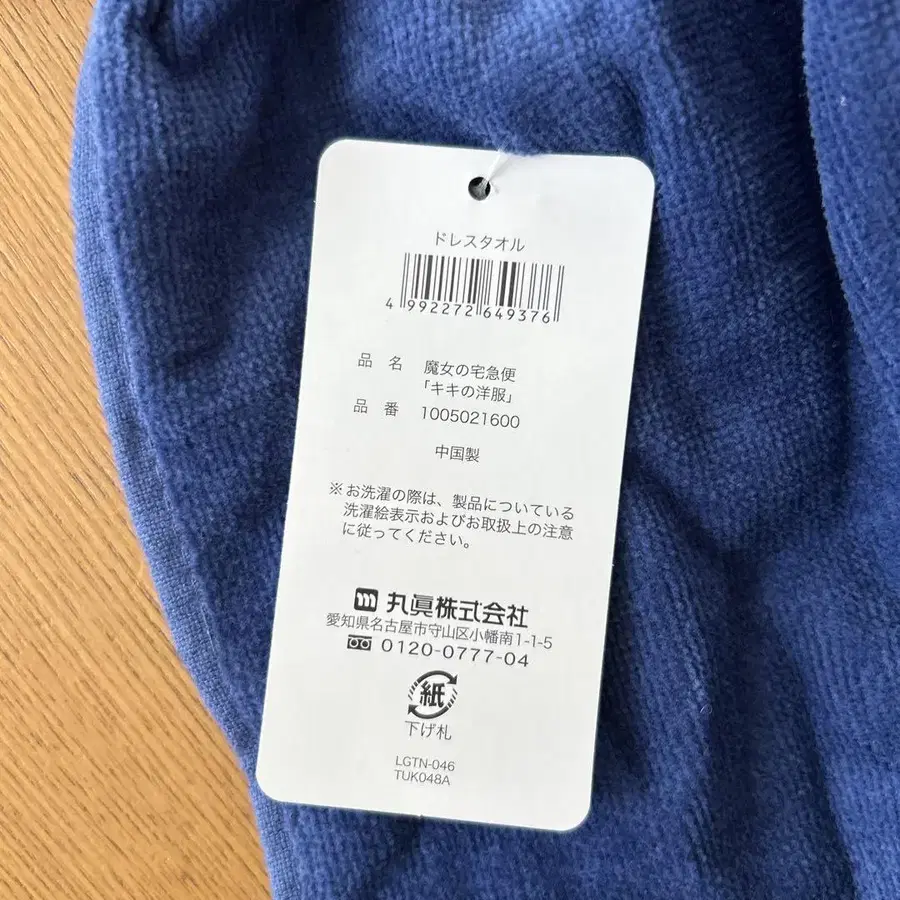 ドレスタオル
4 992272 649376
品 名 魔女の宅急便
「キキの洋服」
品 番 1005021600
中国製
※お洗濯の際は、製品についている
洗濯絵表示およびお取扱上の注意
に従ってください。
m 丸眞株式会社
愛知県名古屋市守山区小幡南1-1-5
0120-0777-04
紙
下げ札
LGTN-046
TUK048A